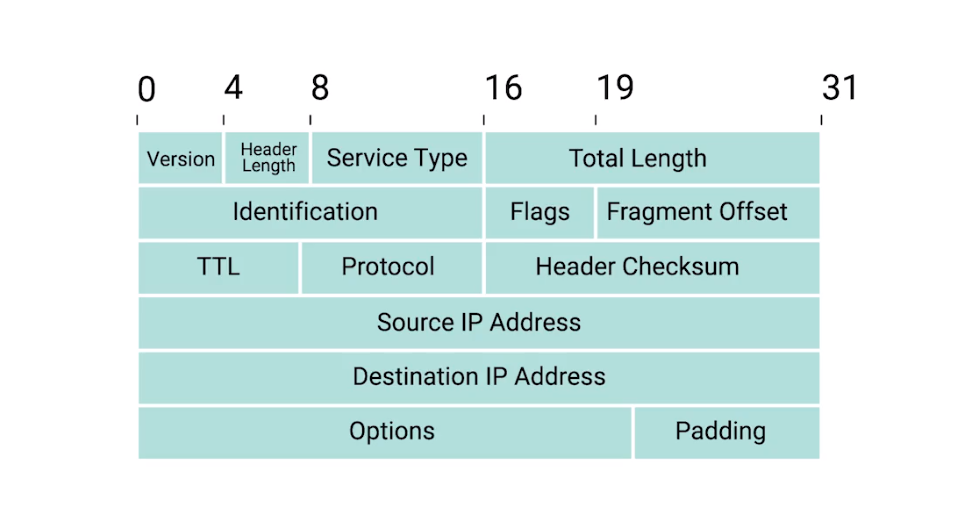 0 4 8 16 19 31
Version Header Length Service Type Total Length
Identification Flags Fragment Offset
TTL Protocol Header Checksum
Source IP Address
Destination IP Address
Options Padding